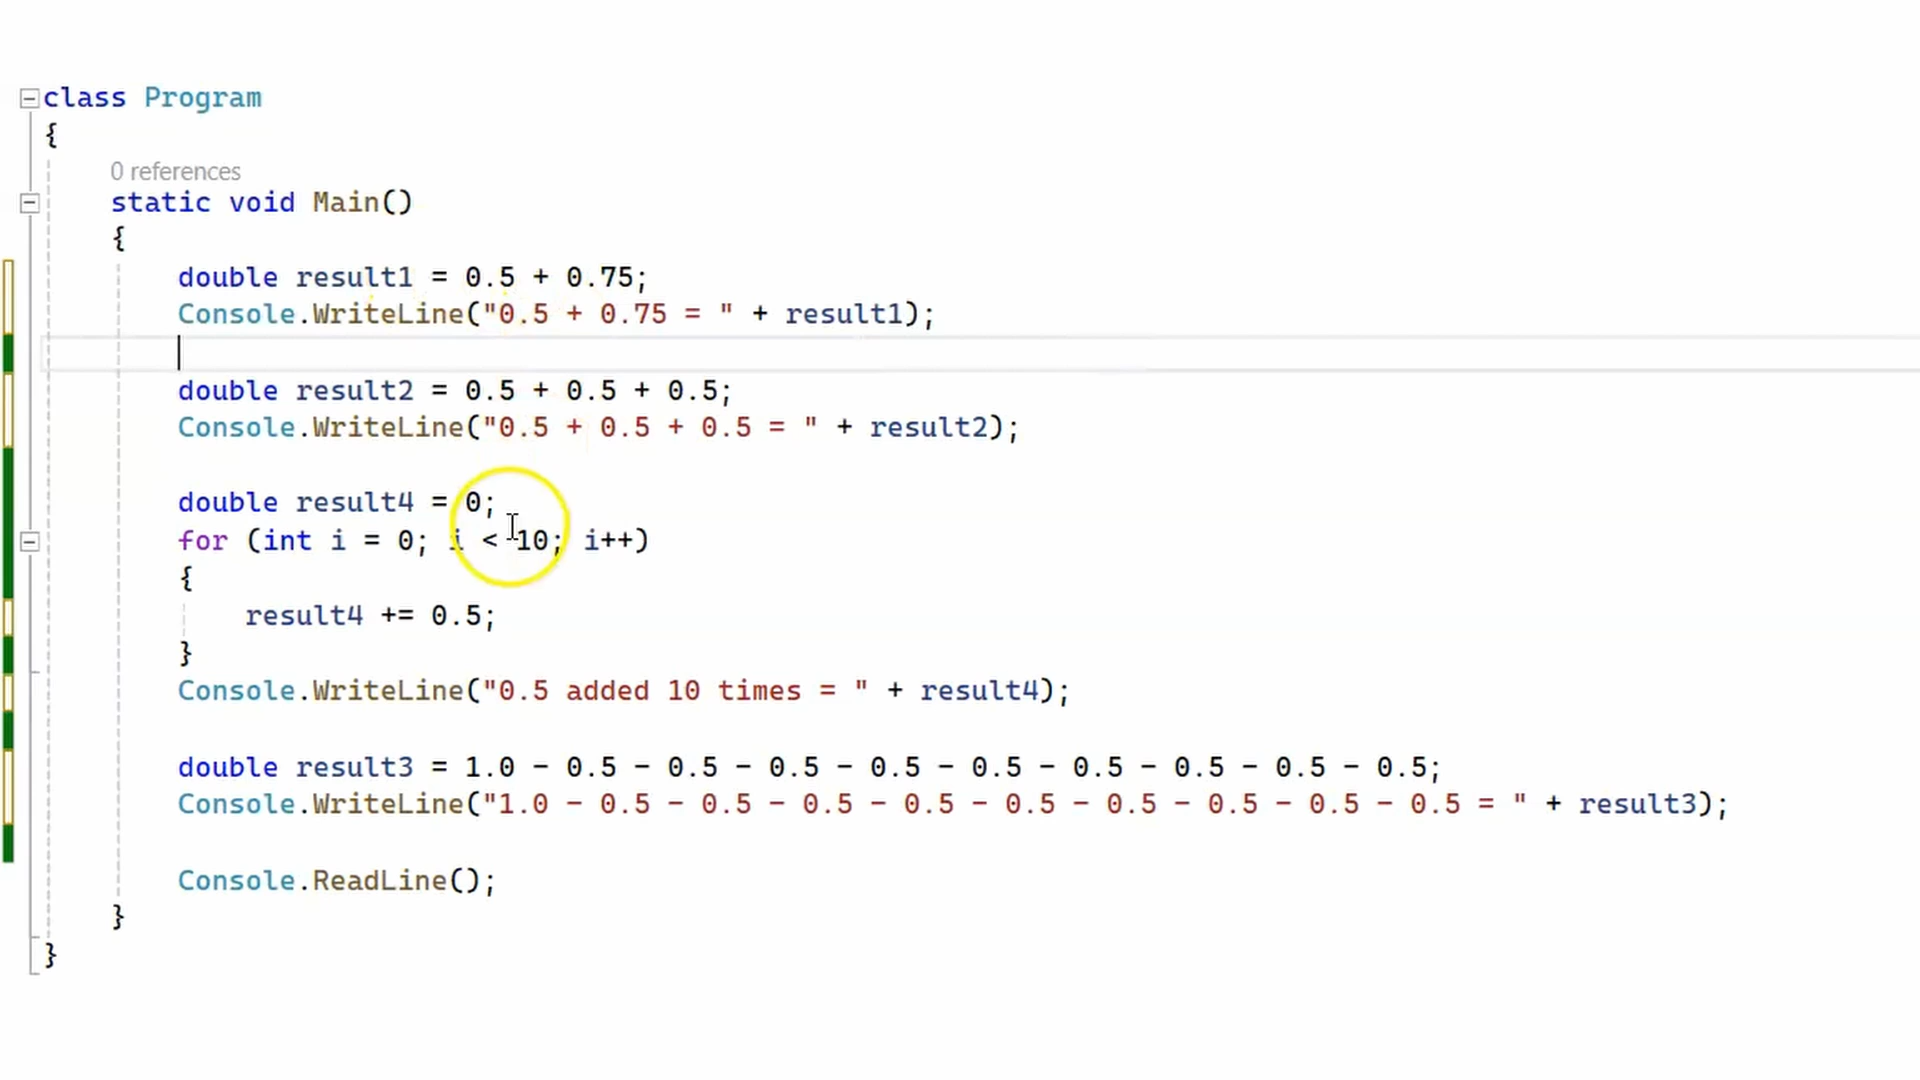 class Program
{
0 references
static void Main()
{
double result1 = 0.5 + 0.75;
Console.WriteLine("0.5 + 0.75 = " + result1);
double result2 = 0.5 + 0.5 + 0.5;
Console.WriteLine("0.5 + 0.5 + 0.5 = " + result2);
double result4 = 0;
for (int i = 0; i < 10; i++)
{
result4 += 0.5;
}
Console.WriteLine("0.5 added 10 times = " + result4);
double result3 = 1.0 - 0.5 - 0.5 - 0.5 - 0.5 - 0.5 - 0.5 - 0.5 - 0.5 - 0.5;
Console.WriteLine("1.0 - 0.5 - 0.5 - 0.5 - 0.5 - 0.5 - 0.5 - 0.5 - 0.5 - 0.5 = " + result3);
Console.ReadLine();
}
}